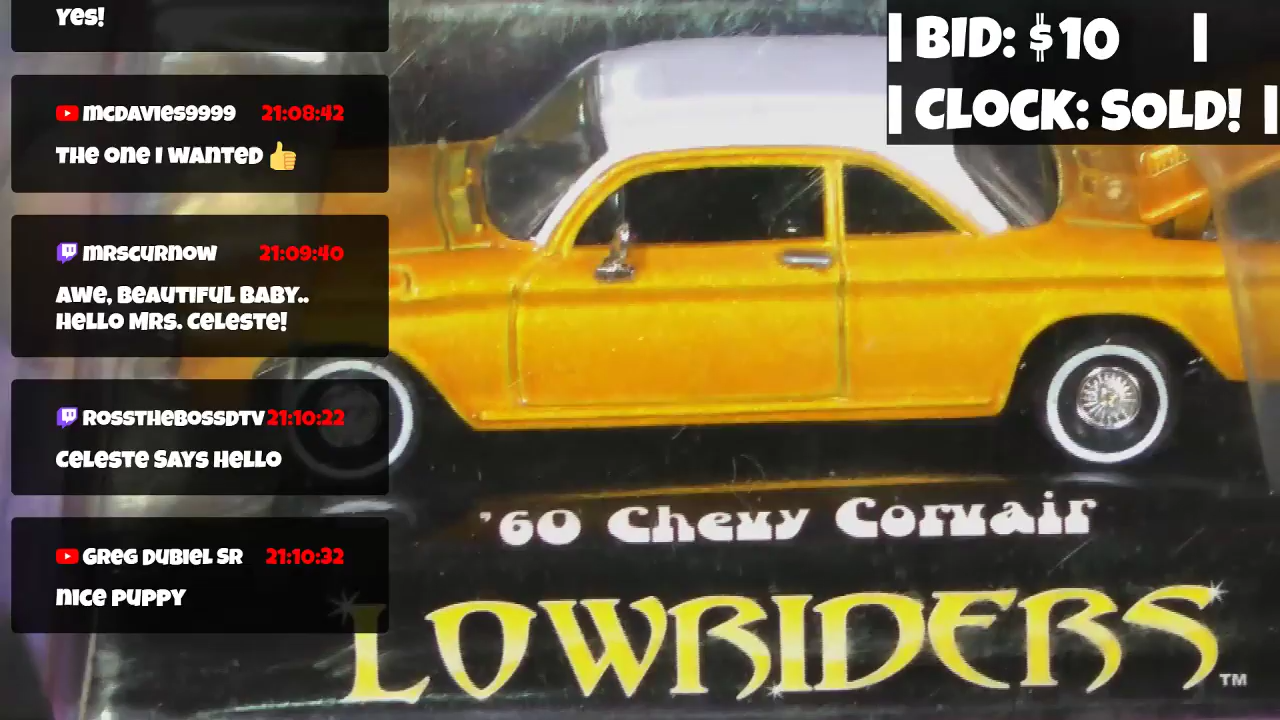 YES!
MCDAVIES9999 21:08:42
THE ONE I WANTED 👍
MRSCURNOW 21:09:40
AWE, BEAUTIFUL BABY..
HELLO MRS. CELESTE!
ROSSTHEBOSSDTV 21:10:22
CELESTE SAYS HELLO
GREG DUBIEL SR 21:10:32
NICE PUPPY
| BID: $10 |
| CLOCK: SOLD! |
'60 Chevy Corvair
LOWRIDERS™